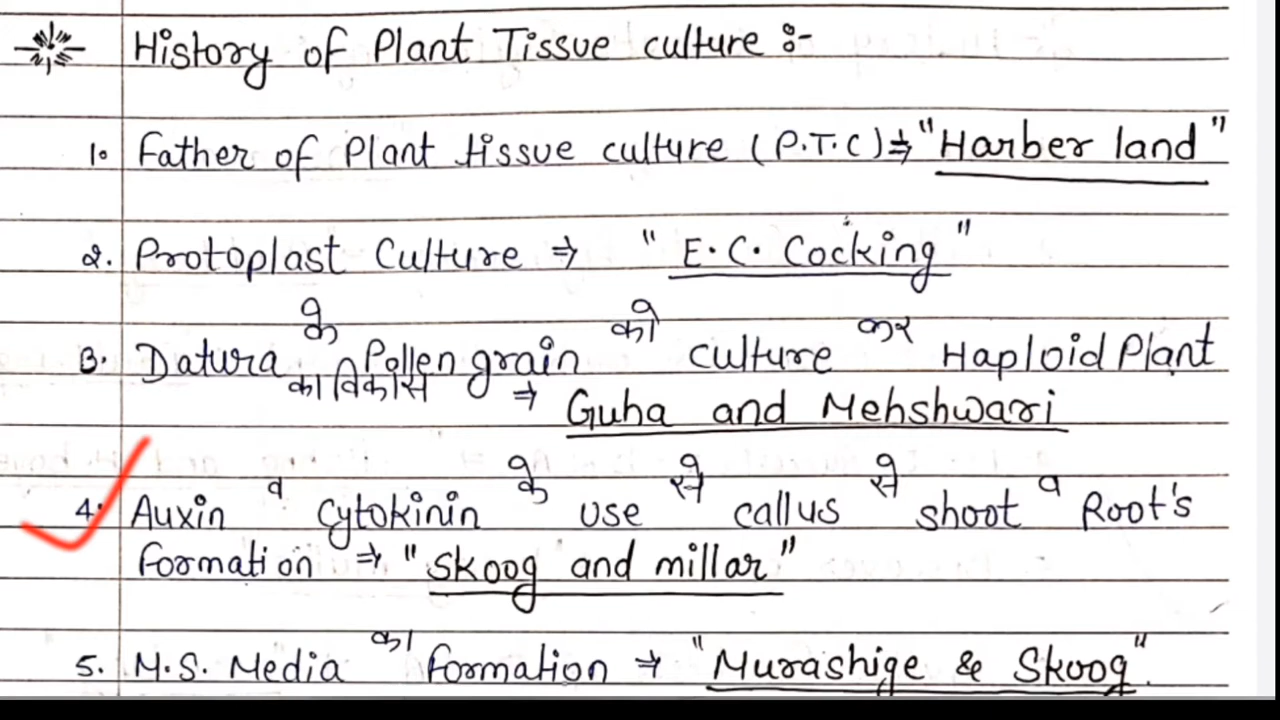 History of Plant Tissue culture :-
1. Father of Plant tissue culture (P.T.C) ⇒ "Harber land"
2. Protoplast Culture ⇒ "E.C. Cocking"
3. Datura के Pollen grain को culture कर Haploid Plant
का विकास ⇒ Guha and Mehshwari
4. Auxin व Cytokinin के use से callus से shoot व Root's
formation ⇒ "Skoog and millar"
5. M.S. Media का formation ⇒ "Murashige & Skoog".